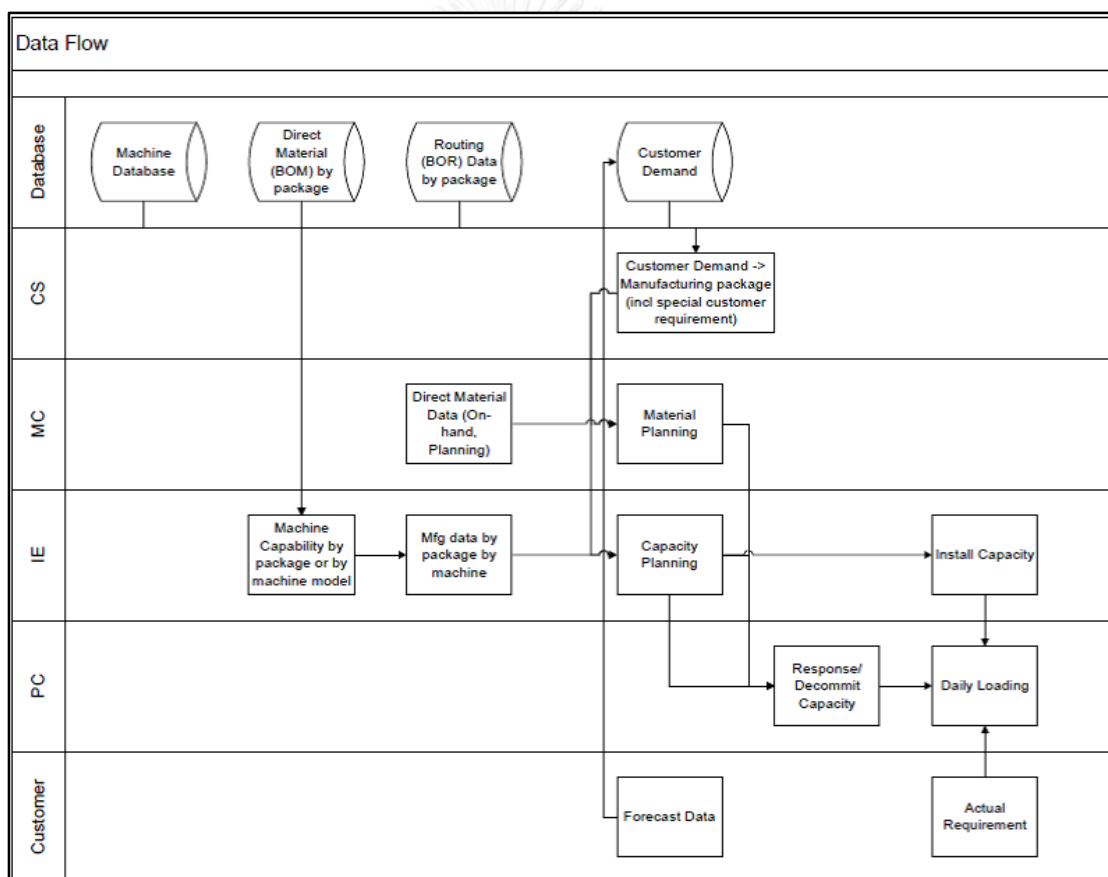 Data Flow
Database
Machine
Database
Direct
Material
(BOM) by
package
Routing
(BOR) Data
by package
Customer
Demand
CS
Customer Demand ->
Manufacturing package
(incl special customer
requirement)
MC
Direct Material
Data (On-
hand,
Planning)
Material
Planning
IE
Machine
Capability by
package or by
machine model
Mfg data by
package by
machine
Capacity
Planning
Install Capacity
PC
Response/
Decommit
Capacity
Daily Loading
Customer
Forecast Data
Actual
Requirement